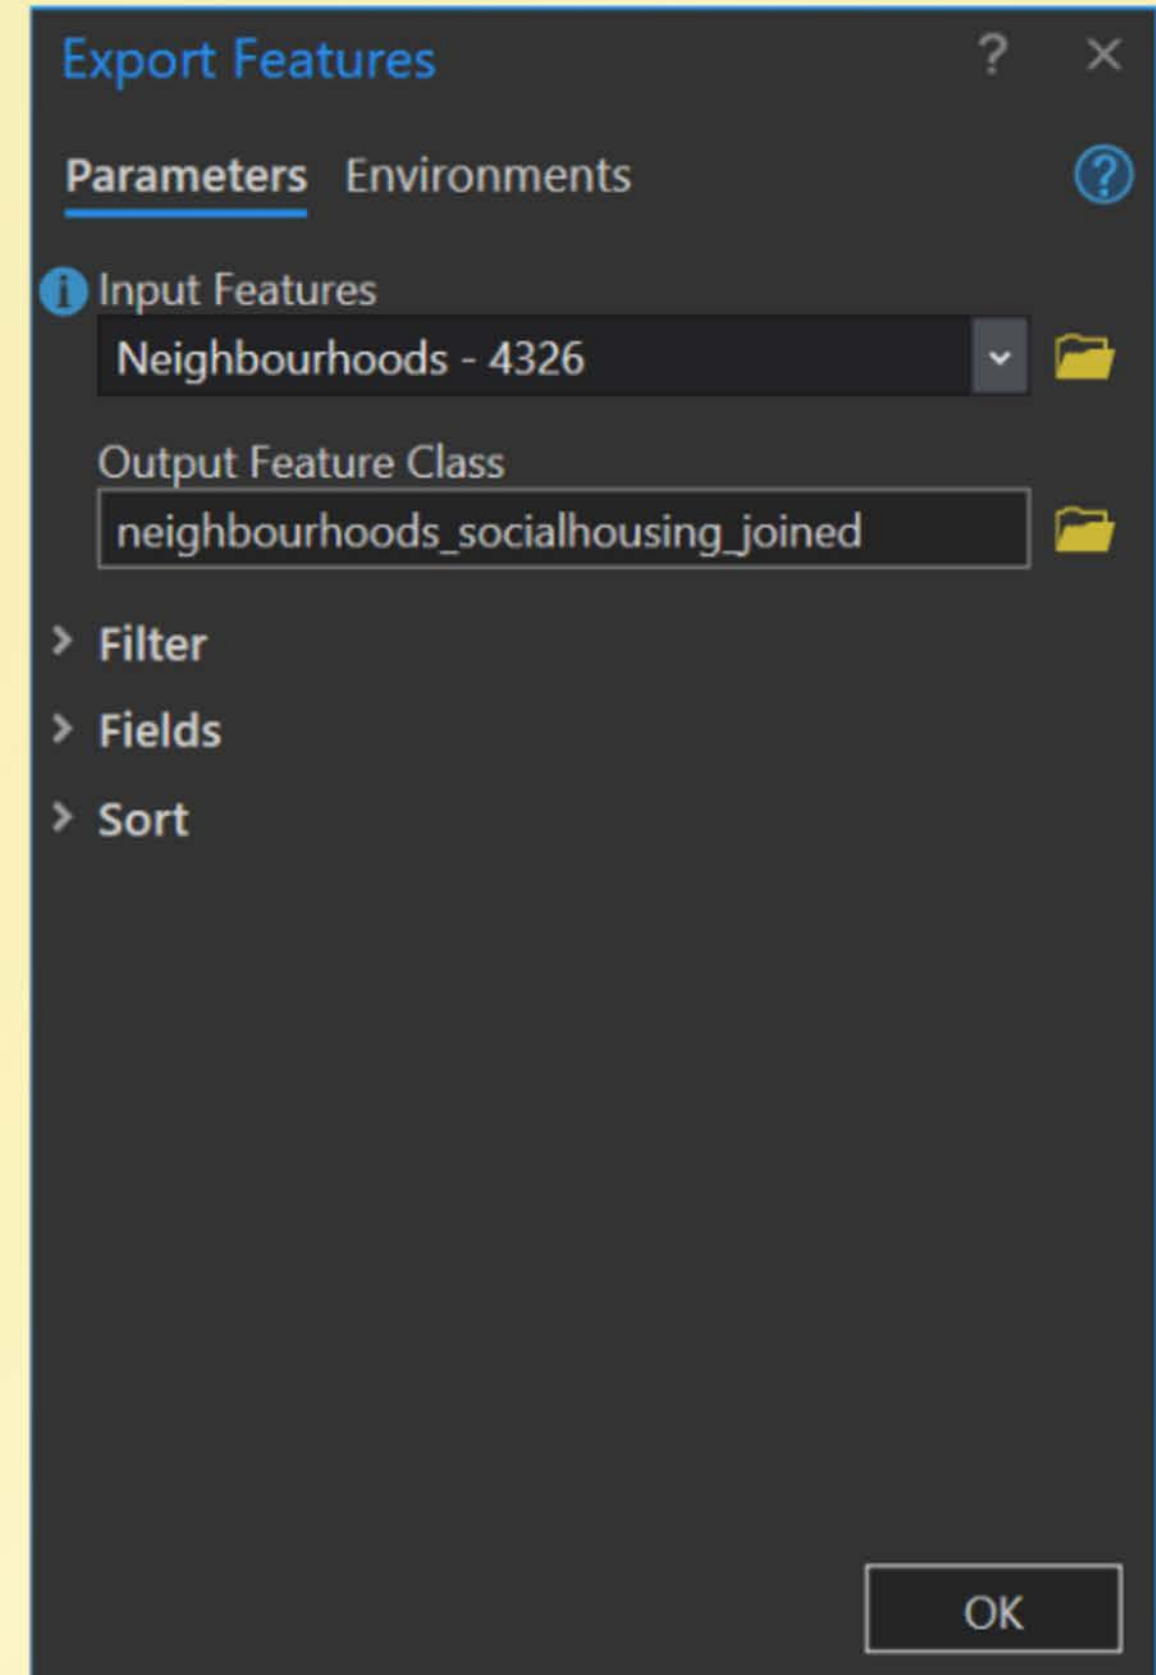 Export Features ? ×
Parameters Environments ?
i Input Features
Neighbourhoods - 4326
Output Feature Class
neighbourhoods_socialhousing_joined
Filter
Fields
Sort
OK